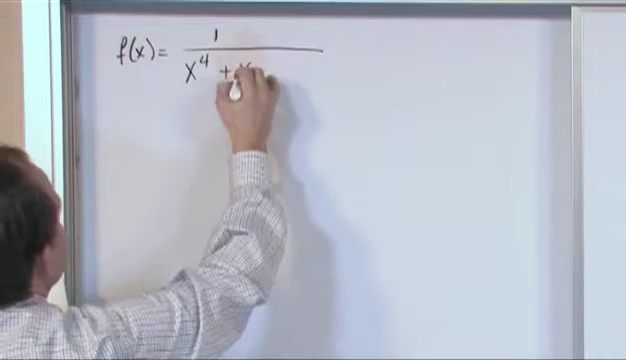 f(x) = 1 / x⁴ +